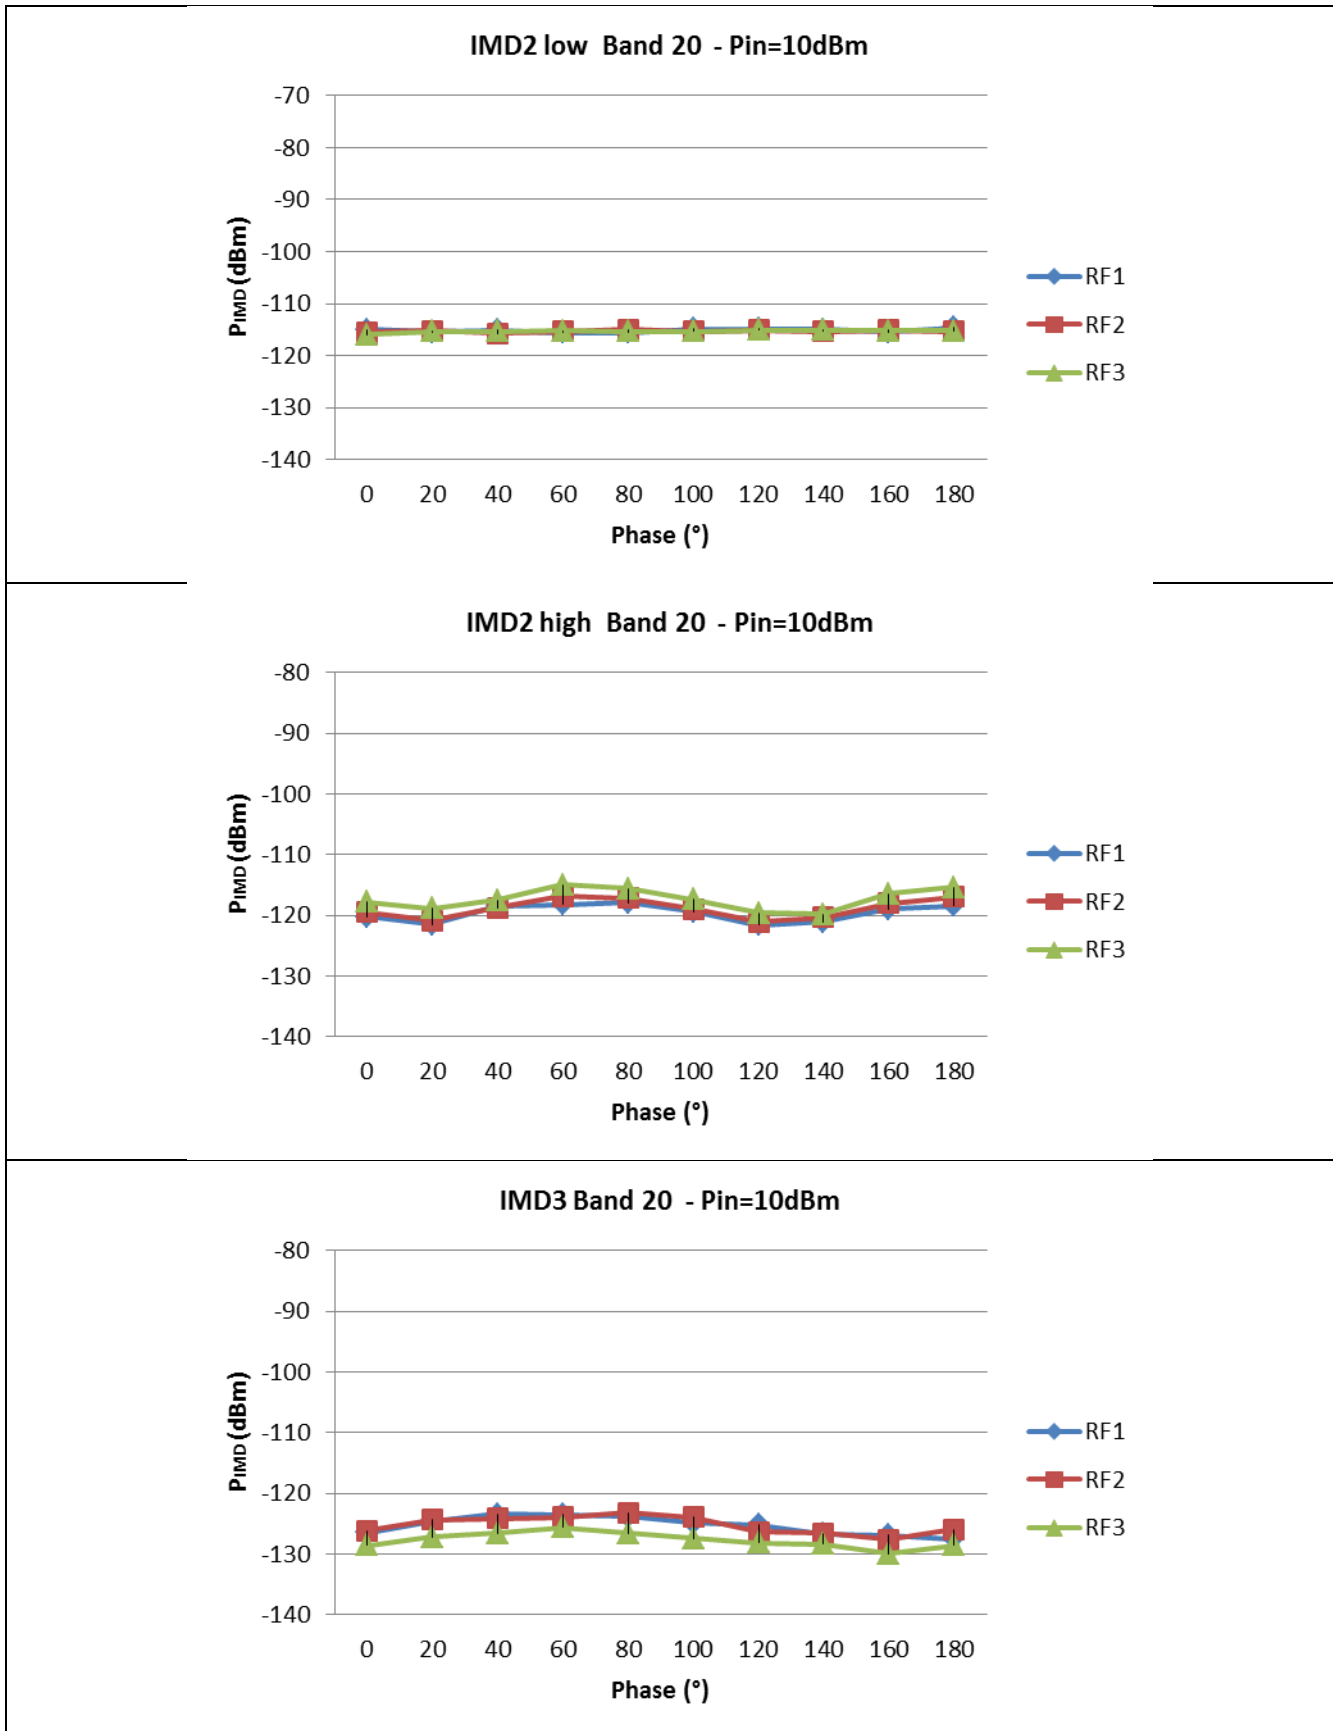 IMD2 low Band 20 - Pin=10dBm
-70
-80
-90
-100
-110
-120
-130
-140
PIMD (dBm)
0 20 40 60 80 100 120 140 160 180
Phase (°)
RF1
RF2
RF3
IMD2 high Band 20 - Pin=10dBm
-80
-90
-100
-110
-120
-130
-140
PIMD (dBm)
0 20 40 60 80 100 120 140 160 180
Phase (°)
RF1
RF2
RF3
IMD3 Band 20 - Pin=10dBm
-80
-90
-100
-110
-120
-130
-140
PIMD (dBm)
0 20 40 60 80 100 120 140 160 180
Phase (°)
RF1
RF2
RF3